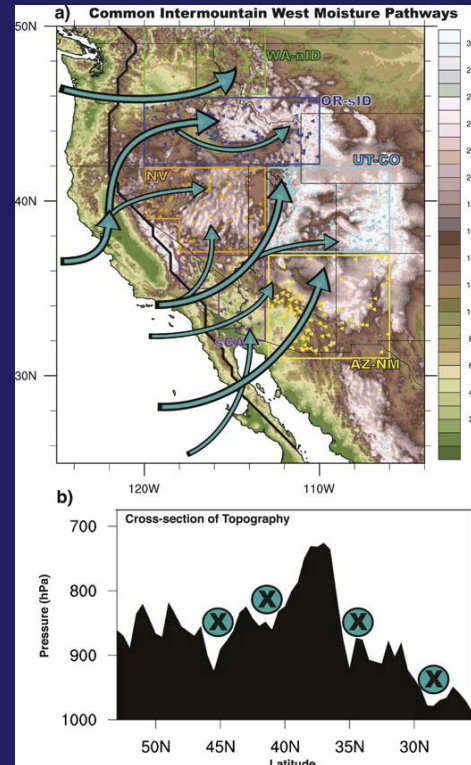 a) Common Intermountain West Moisture Pathways
50N
WA-nID
OR-sID
UT-CO
NV
40N
sCA
AZ-NM
30N
120W
110W
b)
Cross-section of Topography
700
800
900
1000
Pressure (hPa)
X
X
X
X
50N
45N
40N
35N
30N
Latitude